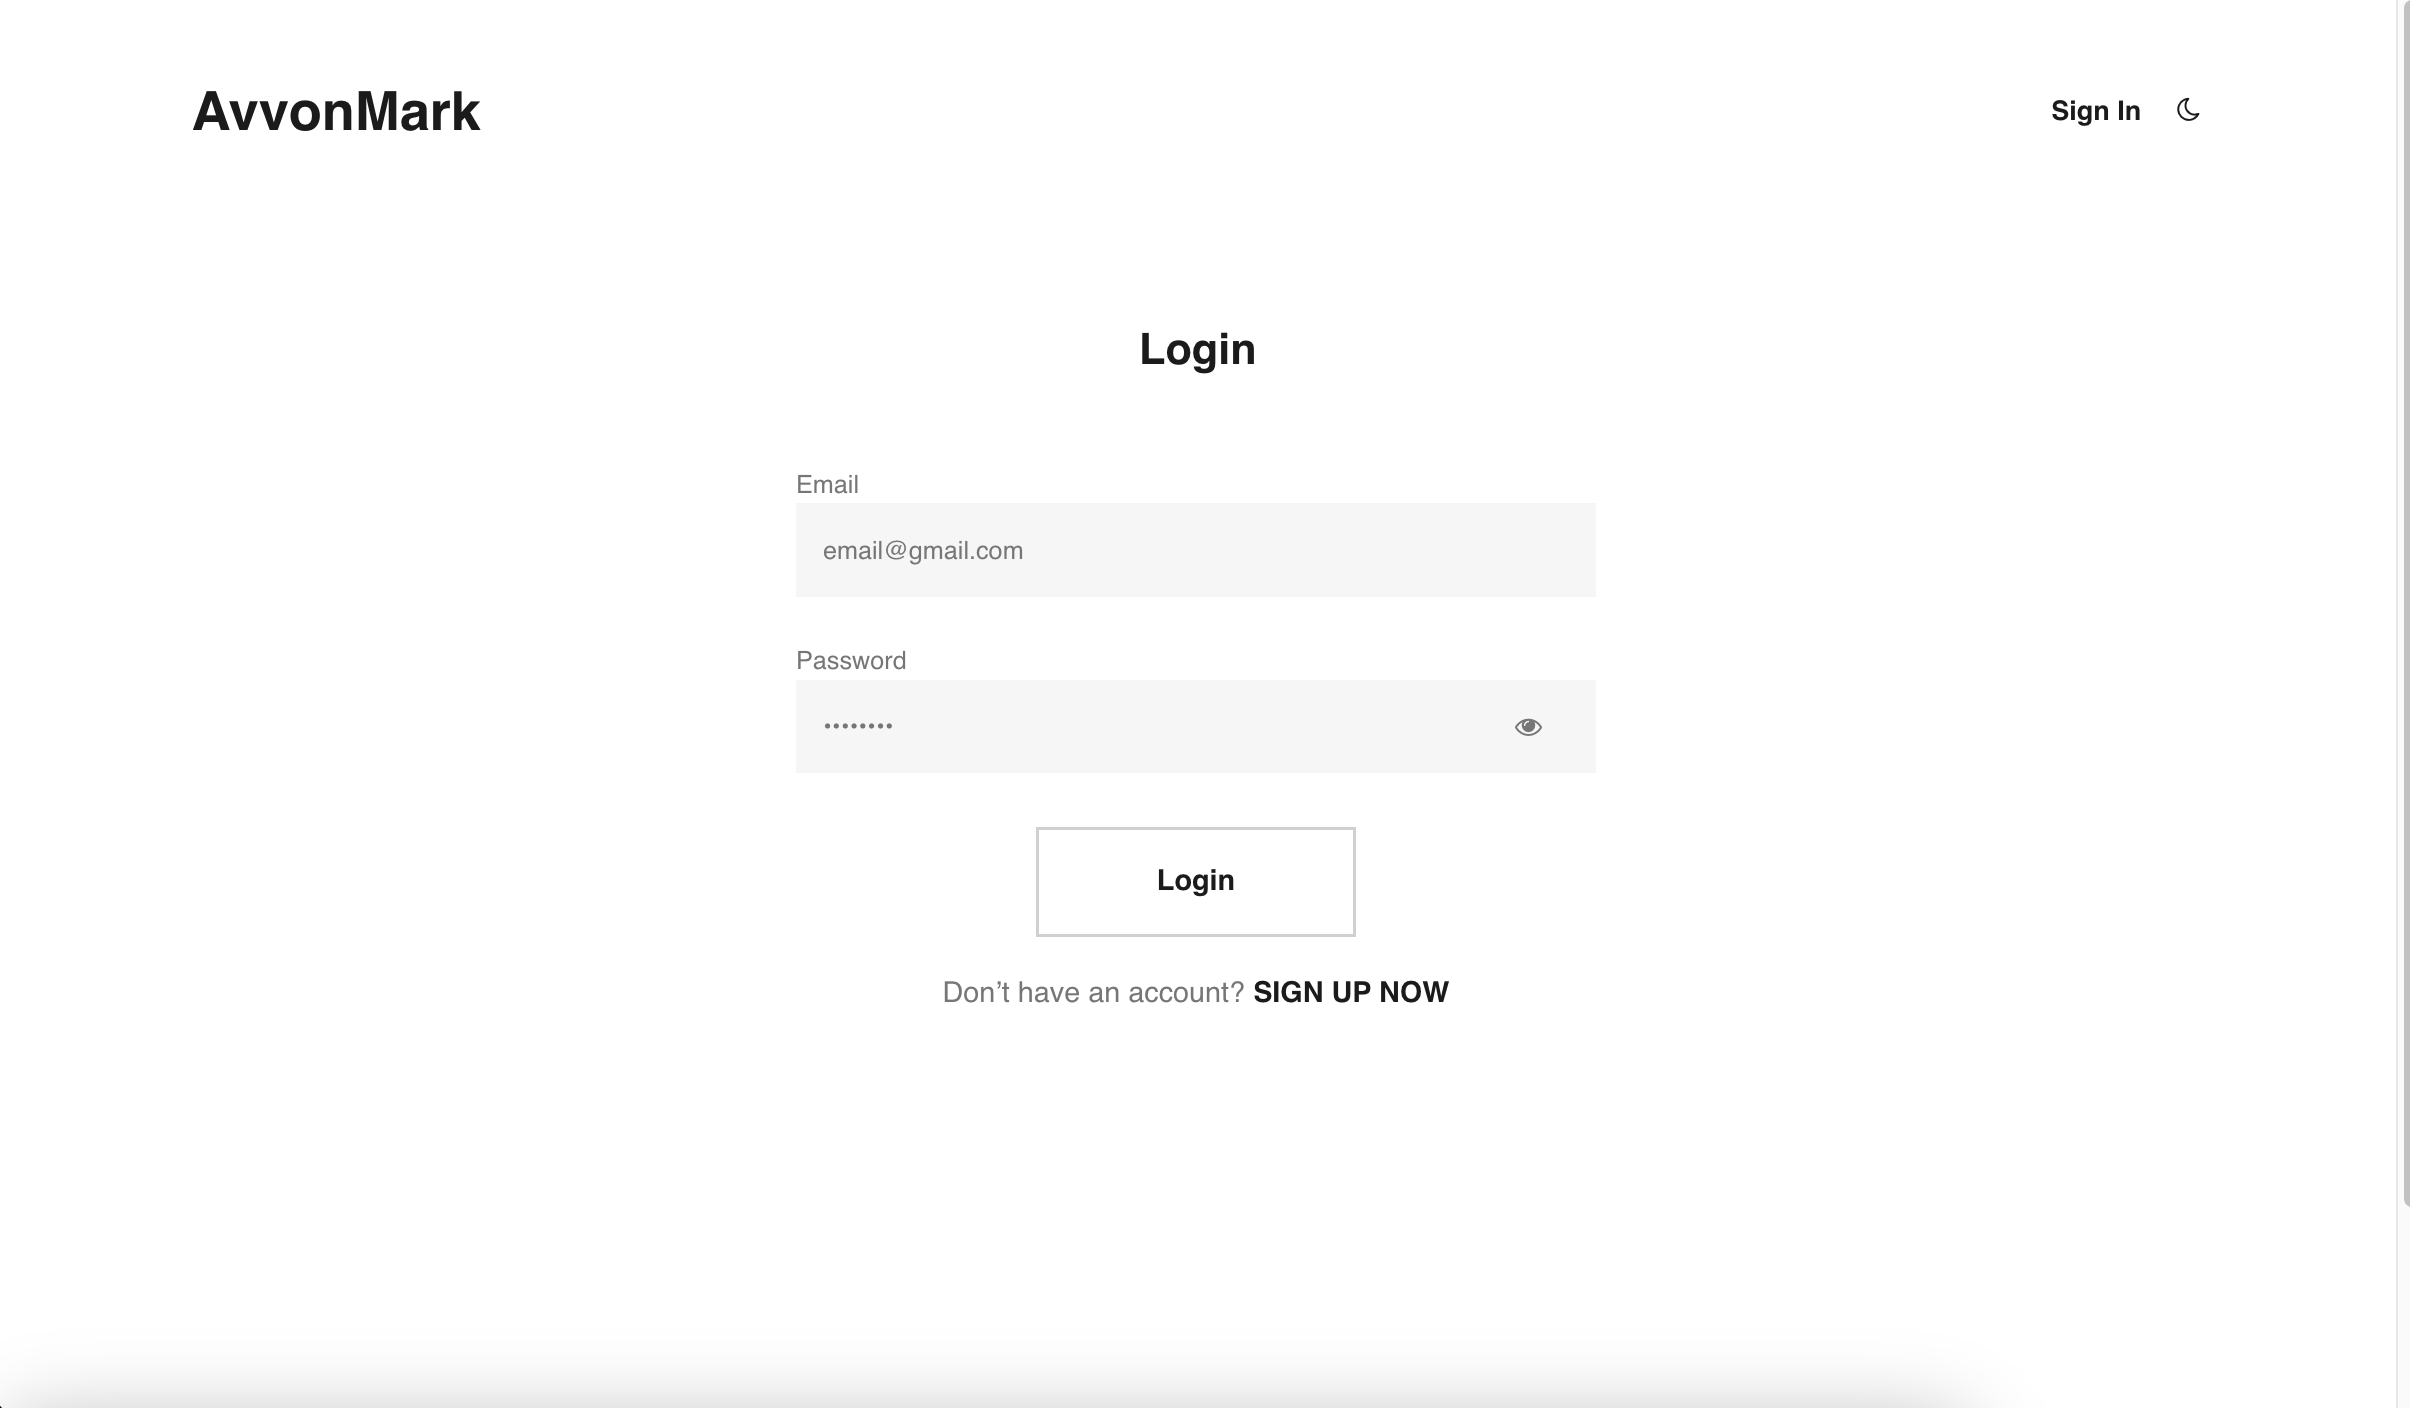 AvvonMark
Sign In
Login
Email
email@gmail.com
Password
••••••••
Login
Don’t have an account? SIGN UP NOW